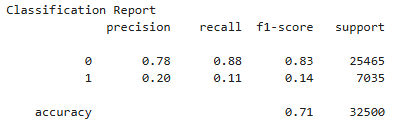 Classification Report
precision recall f1-score support
0 0.78 0.88 0.83 25465
1 0.20 0.11 0.14 7035
accuracy 0.71 32500